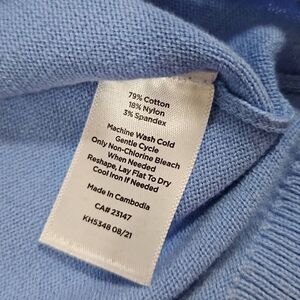 79% Cotton
18% Nylon
3% Spandex
Machine Wash Cold
Gentle Cycle
Only Non-Chlorine Bleach
When Needed
Reshape, Lay Flat To Dry
Cool Iron If Needed
Made In Cambodia
CA# 23147
KH5348 08/21